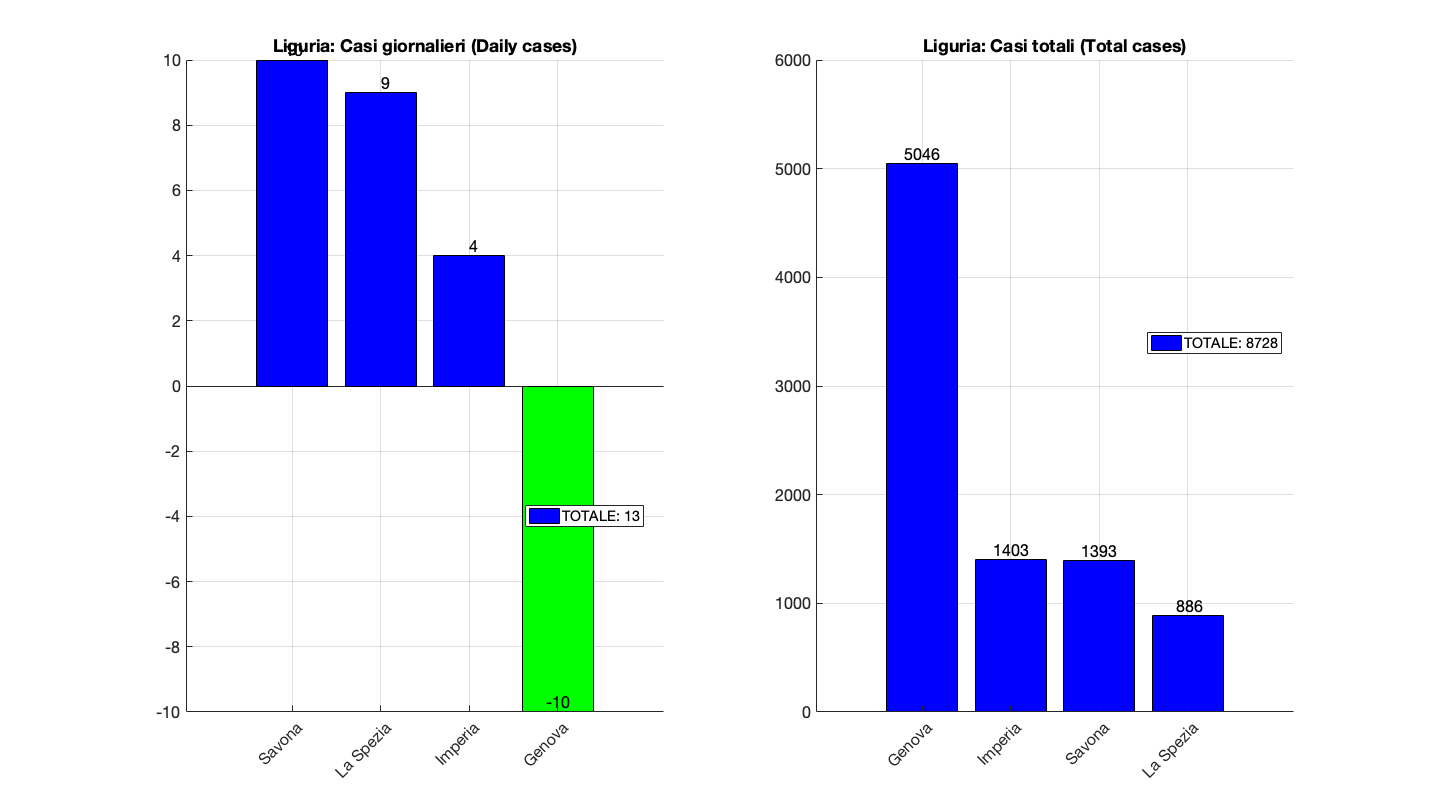 Liguria: Casi giornalieri (Daily cases)
10
10
9
8
6
4
4
2
0
-2
-4
TOTALE: 13
-6
-8
-10
-10
Savona
La Spezia
Imperia
Genova
Liguria: Casi totali (Total cases)
6000
5046
5000
4000
TOTALE: 8728
3000
2000
1403
1393
1000
886
0
Genova
Imperia
Savona
La Spezia